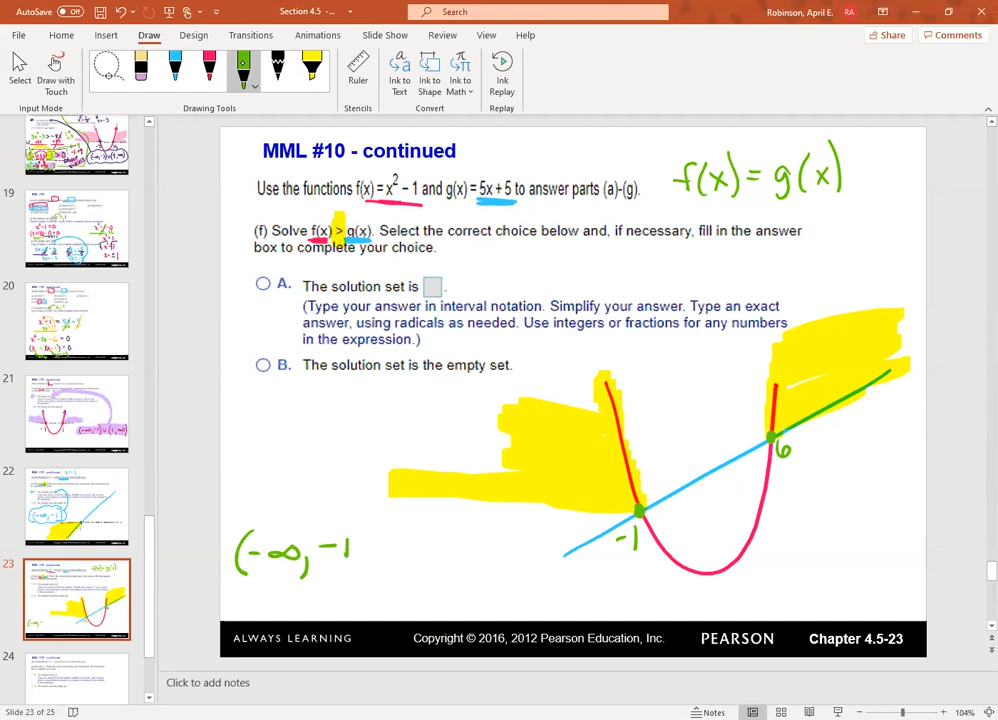 AutoSave Off
Section 4.5 -...
Search
Robinson, April E.
RA
File Home Insert Draw Design Transitions Animations Slide Show Review View Help
Share Comments
Select
Draw with Touch
Ruler
Ink to Text
Ink to Shape
Ink to Math
Ink Replay
Input Mode Drawing Tools Stencils Convert Replay
19
20
21
22
23
24
MML #10 - continued
f(x) = g(x)
Use the functions f(x) = x² − 1 and g(x) = 5x + 5 to answer parts (a)-(g).
(f) Solve f(x) > g(x). Select the correct choice below and, if necessary, fill in the answer
box to complete your choice.
A. The solution set is .
(Type your answer in interval notation. Simplify your answer. Type an exact
answer, using radicals as needed. Use integers or fractions for any numbers
in the expression.)
B. The solution set is the empty set.
6
-1
(-∞, -1
ALWAYS LEARNING
Copyright © 2016, 2012 Pearson Education, Inc.
PEARSON
Chapter 4.5-23
Click to add notes
Slide 23 of 25
Notes
104%